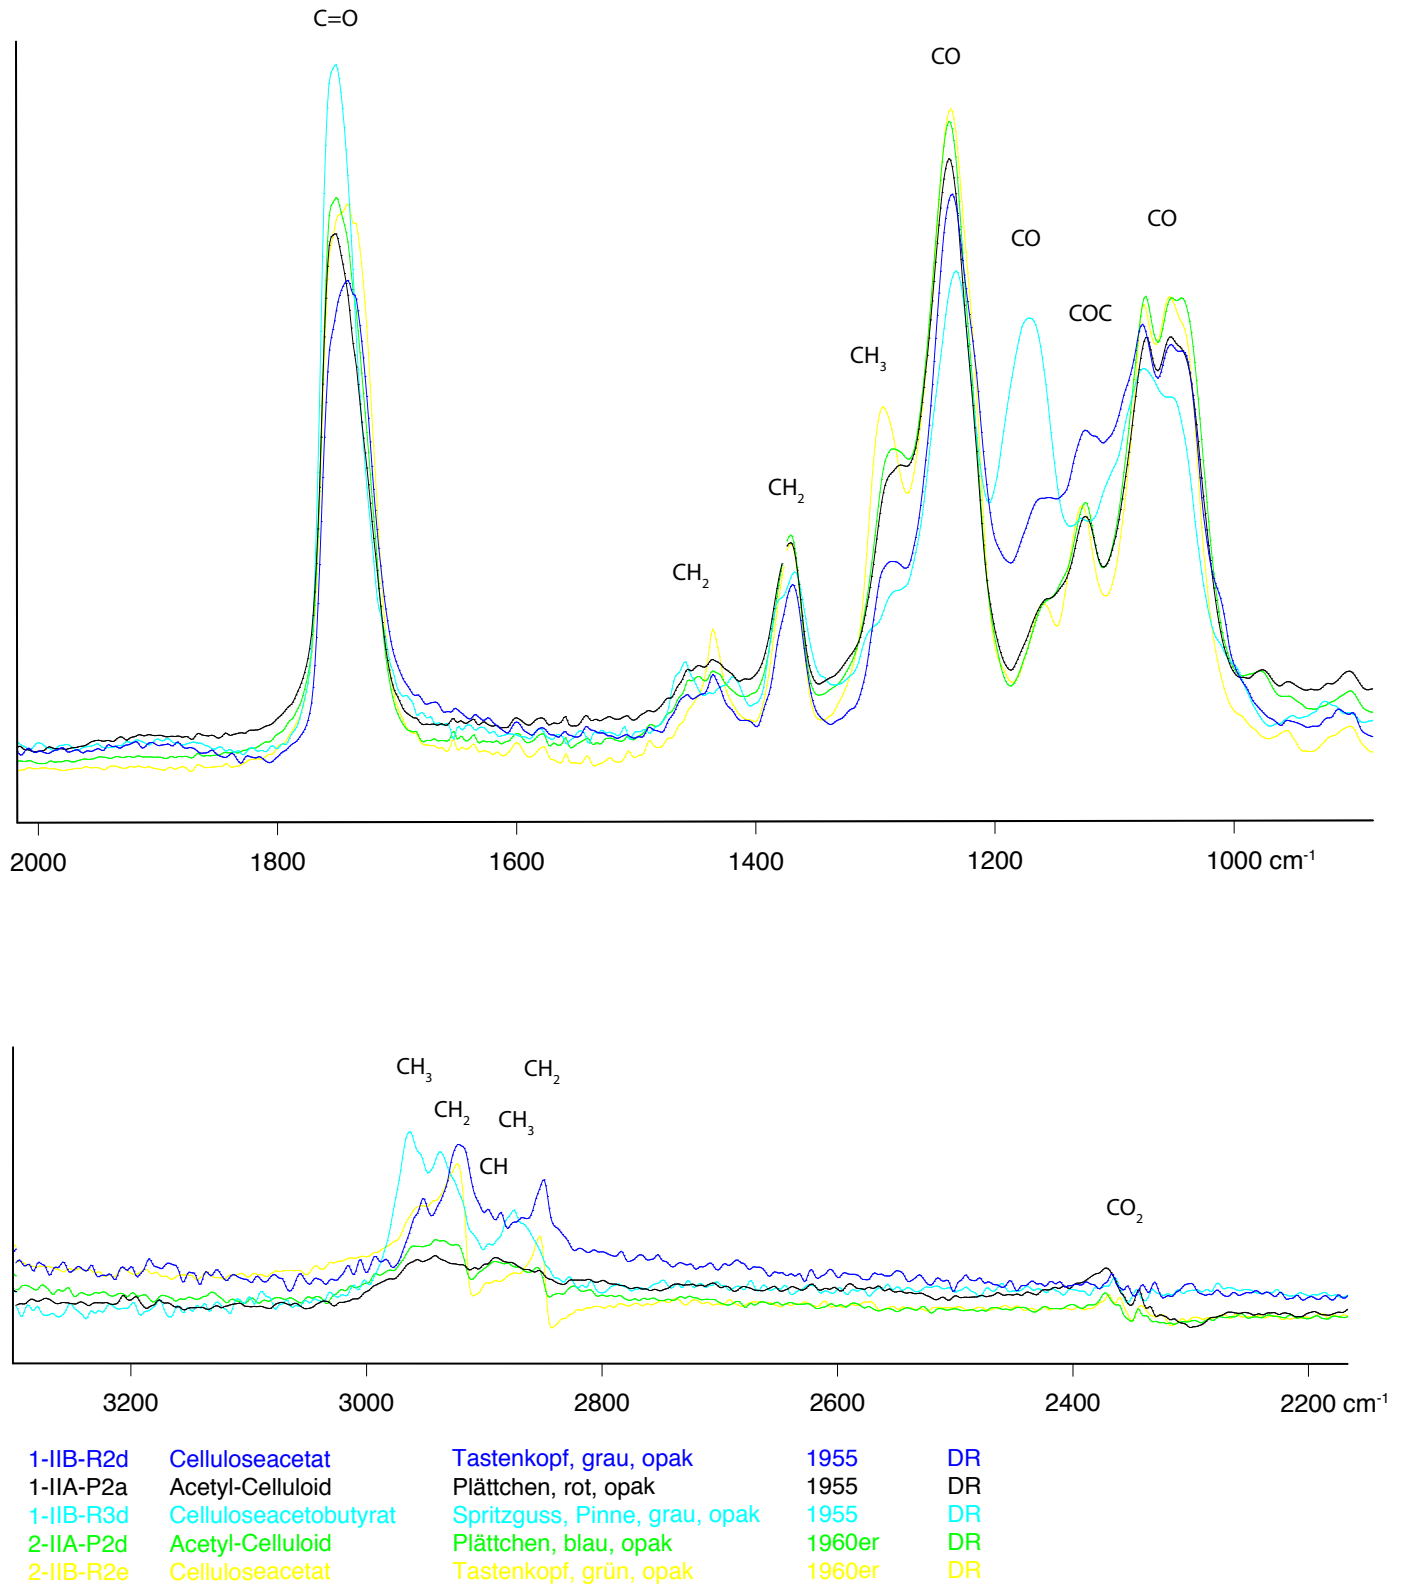 C=O
CO
CO
CO
COC
CH3
CH2
CH2
2000 1800 1600 1400 1200 1000 cm-1
CH3
CH2
CH2
CH3
CH
CO2
3200 3000 2800 2600 2400 2200 cm-1
1-IIB-R2d Celluloseacetat Tastenkopf, grau, opak 1955 DR
1-IIA-P2a Acetyl-Celluloid Plättchen, rot, opak 1955 DR
1-IIB-R3d Celluloseacetobutyrat Spritzguss, Pinne, grau, opak 1955 DR
2-IIA-P2d Acetyl-Celluloid Plättchen, blau, opak 1960er DR
2-IIB-R2e Celluloseacetat Tastenkopf, grün, opak 1960er DR